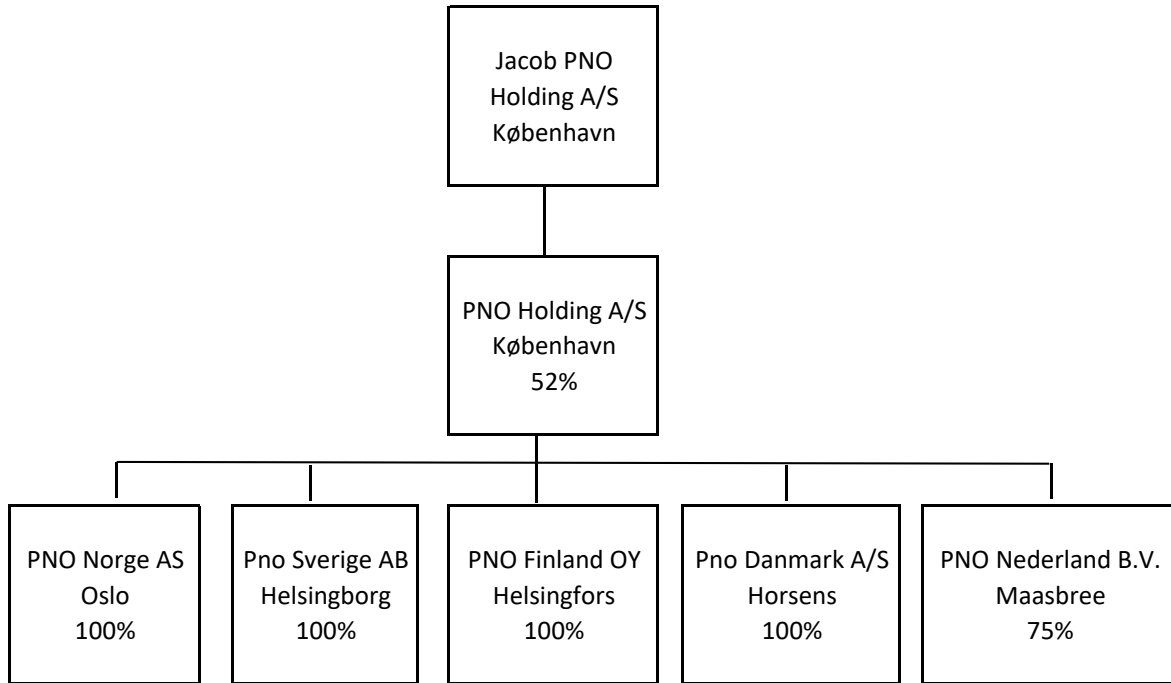 Jacob PNO
Holding A/S
København
PNO Holding A/S
København
52%
PNO Norge AS
Oslo
100%
Pno Sverige AB
Helsingborg
100%
PNO Finland OY
Helsingfors
100%
Pno Danmark A/S
Horsens
100%
PNO Nederland B.V.
Maasbree
75%